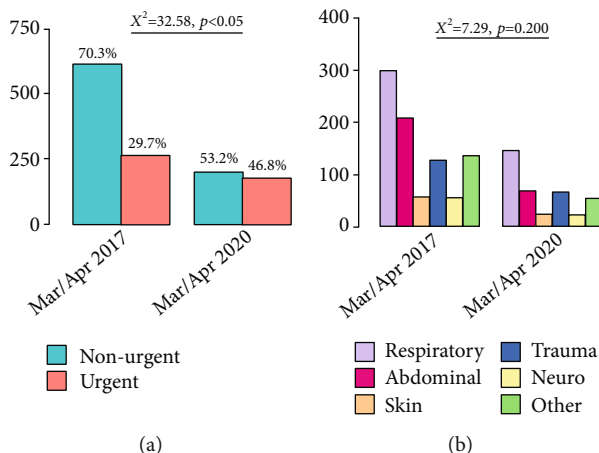 X²=32.58, p<0.05
750
500
250
0
70.3%
29.7%
53.2%
46.8%
Mar/Apr 2017
Mar/Apr 2020
Non-urgent
Urgent
(a)
X²=7.29, p=0.200
400
300
200
100
0
Mar/Apr 2017
Mar/Apr 2020
Respiratory
Abdominal
Skin
Trauma
Neuro
Other
(b)